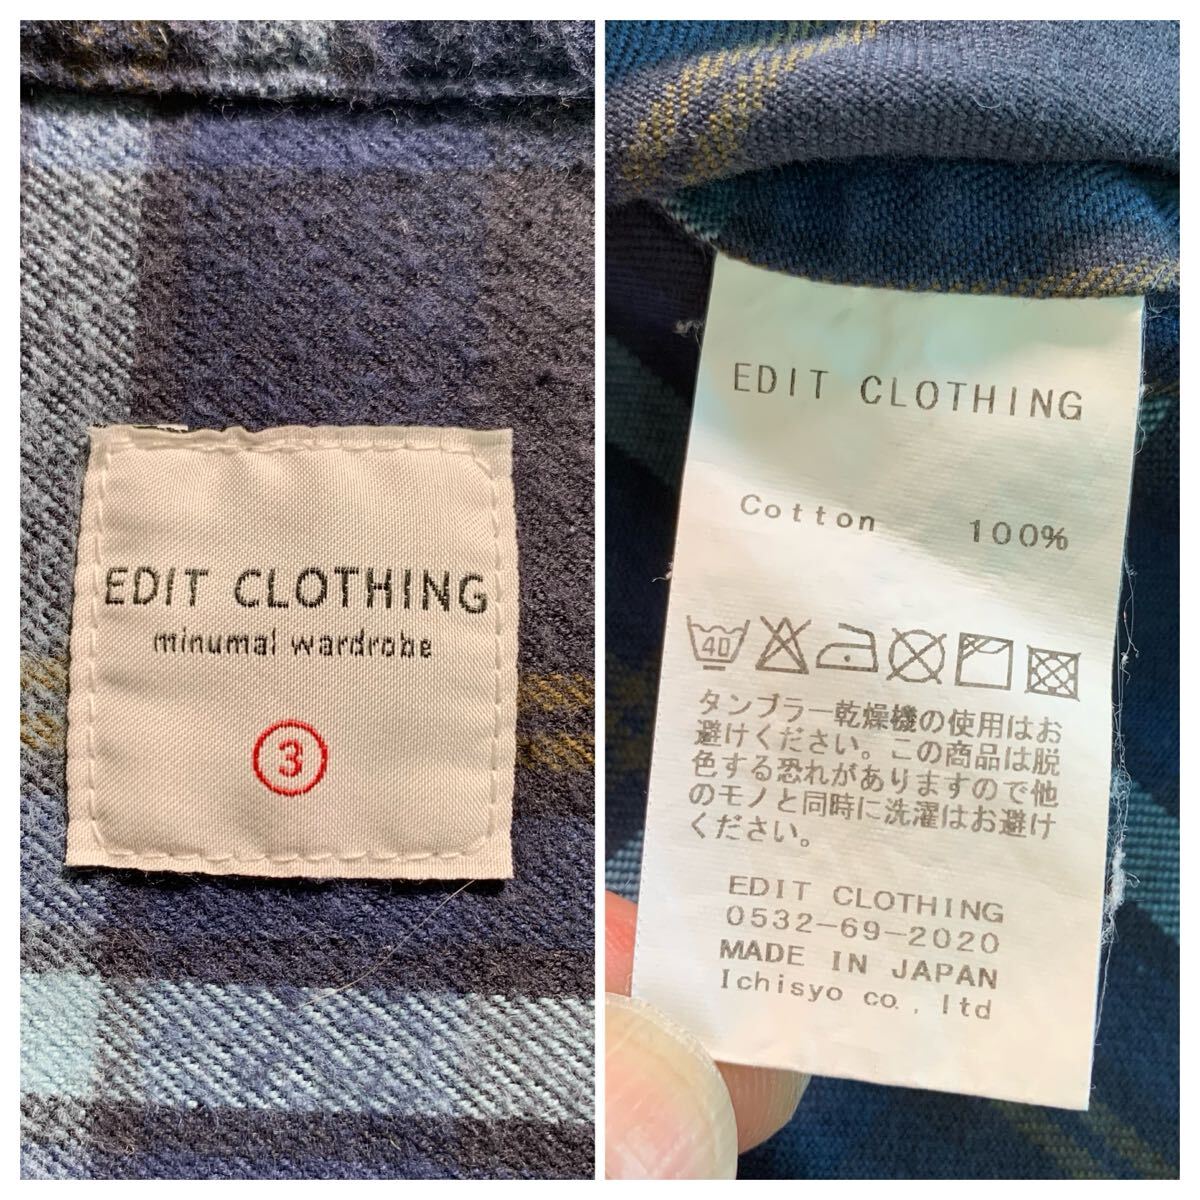 EDIT CLOTHING
minumal wardrobe
3
EDIT CLOTHING
Cotton 100%
40
タンブラー乾燥機の使用はお
避けください。この商品は脱
色する恐れがありますので他
のモノと同時に洗濯はお避け
ください。
EDIT CLOTHING
0532-69-2020
MADE IN JAPAN
Ichisyo co., ltd